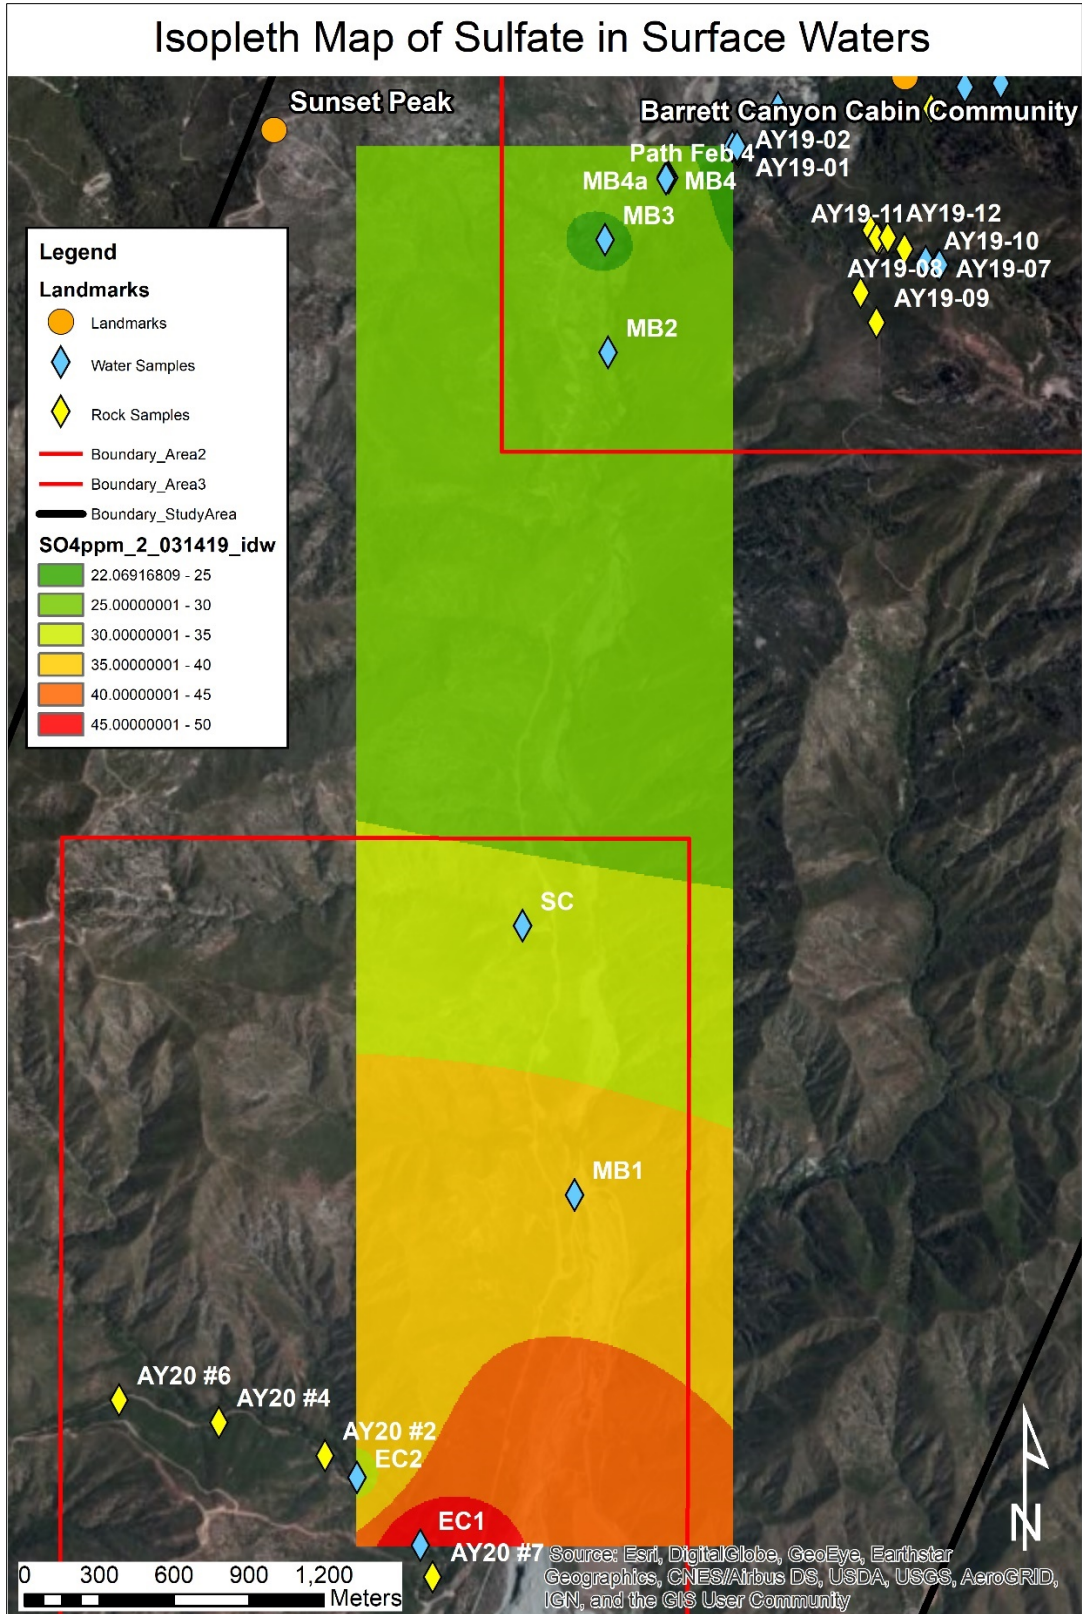 Isopleth Map of Sulfate in Surface Waters
Sunset Peak
Barrett Canyon Cabin Community
AY19-02
Path Feb 4
AY19-01
MB4a
MB4
MB3
AY19-11
AY19-12
AY19-10
AY19-08
AY19-07
AY19-09
MB2
Legend
Landmarks
Landmarks
Water Samples
Rock Samples
Boundary_Area2
Boundary_Area3
Boundary_StudyArea
SO4ppm_2_031419_idw
22.06916809 - 25
25.00000001 - 30
30.00000001 - 35
35.00000001 - 40
40.00000001 - 45
45.00000001 - 50
SC
MB1
AY20 #6
AY20 #4
AY20 #2
EC2
EC1
AY20 #7
N
0 300 600 900 1,200
Meters
Source: Esri, DigitalGlobe, GeoEye, Earthstar
Geographics, CNES/Airbus DS, USDA, USGS, AeroGRID,
IGN, and the GIS User Community